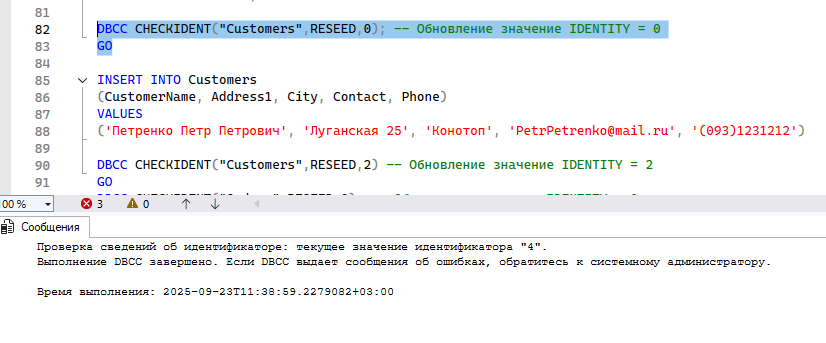 81
82 DBCC CHECKIDENT("Customers",RESEED,0); -- Обновление значение IDENTITY = 0
83 GO
84
85 INSERT INTO Customers
86 (CustomerName, Address1, City, Contact, Phone)
87 VALUES
88 ('Петренко Петр Петрович', 'Луганская 25', 'Конотоп', 'PetrPetrenko@mail.ru', '(093)1231212')
89
90 DBCC CHECKIDENT("Customers",RESEED,2) -- Обновление значение IDENTITY = 2
91 GO
00 % 3 0
Сообщения
Проверка сведений об идентификаторе: текущее значение идентификатора "4".
Выполнение DBCC завершено. Если DBCC выдает сообщения об ошибках, обратитесь к системному администратору.
Время выполнения: 2025-09-23T11:38:59.2279082+03:00